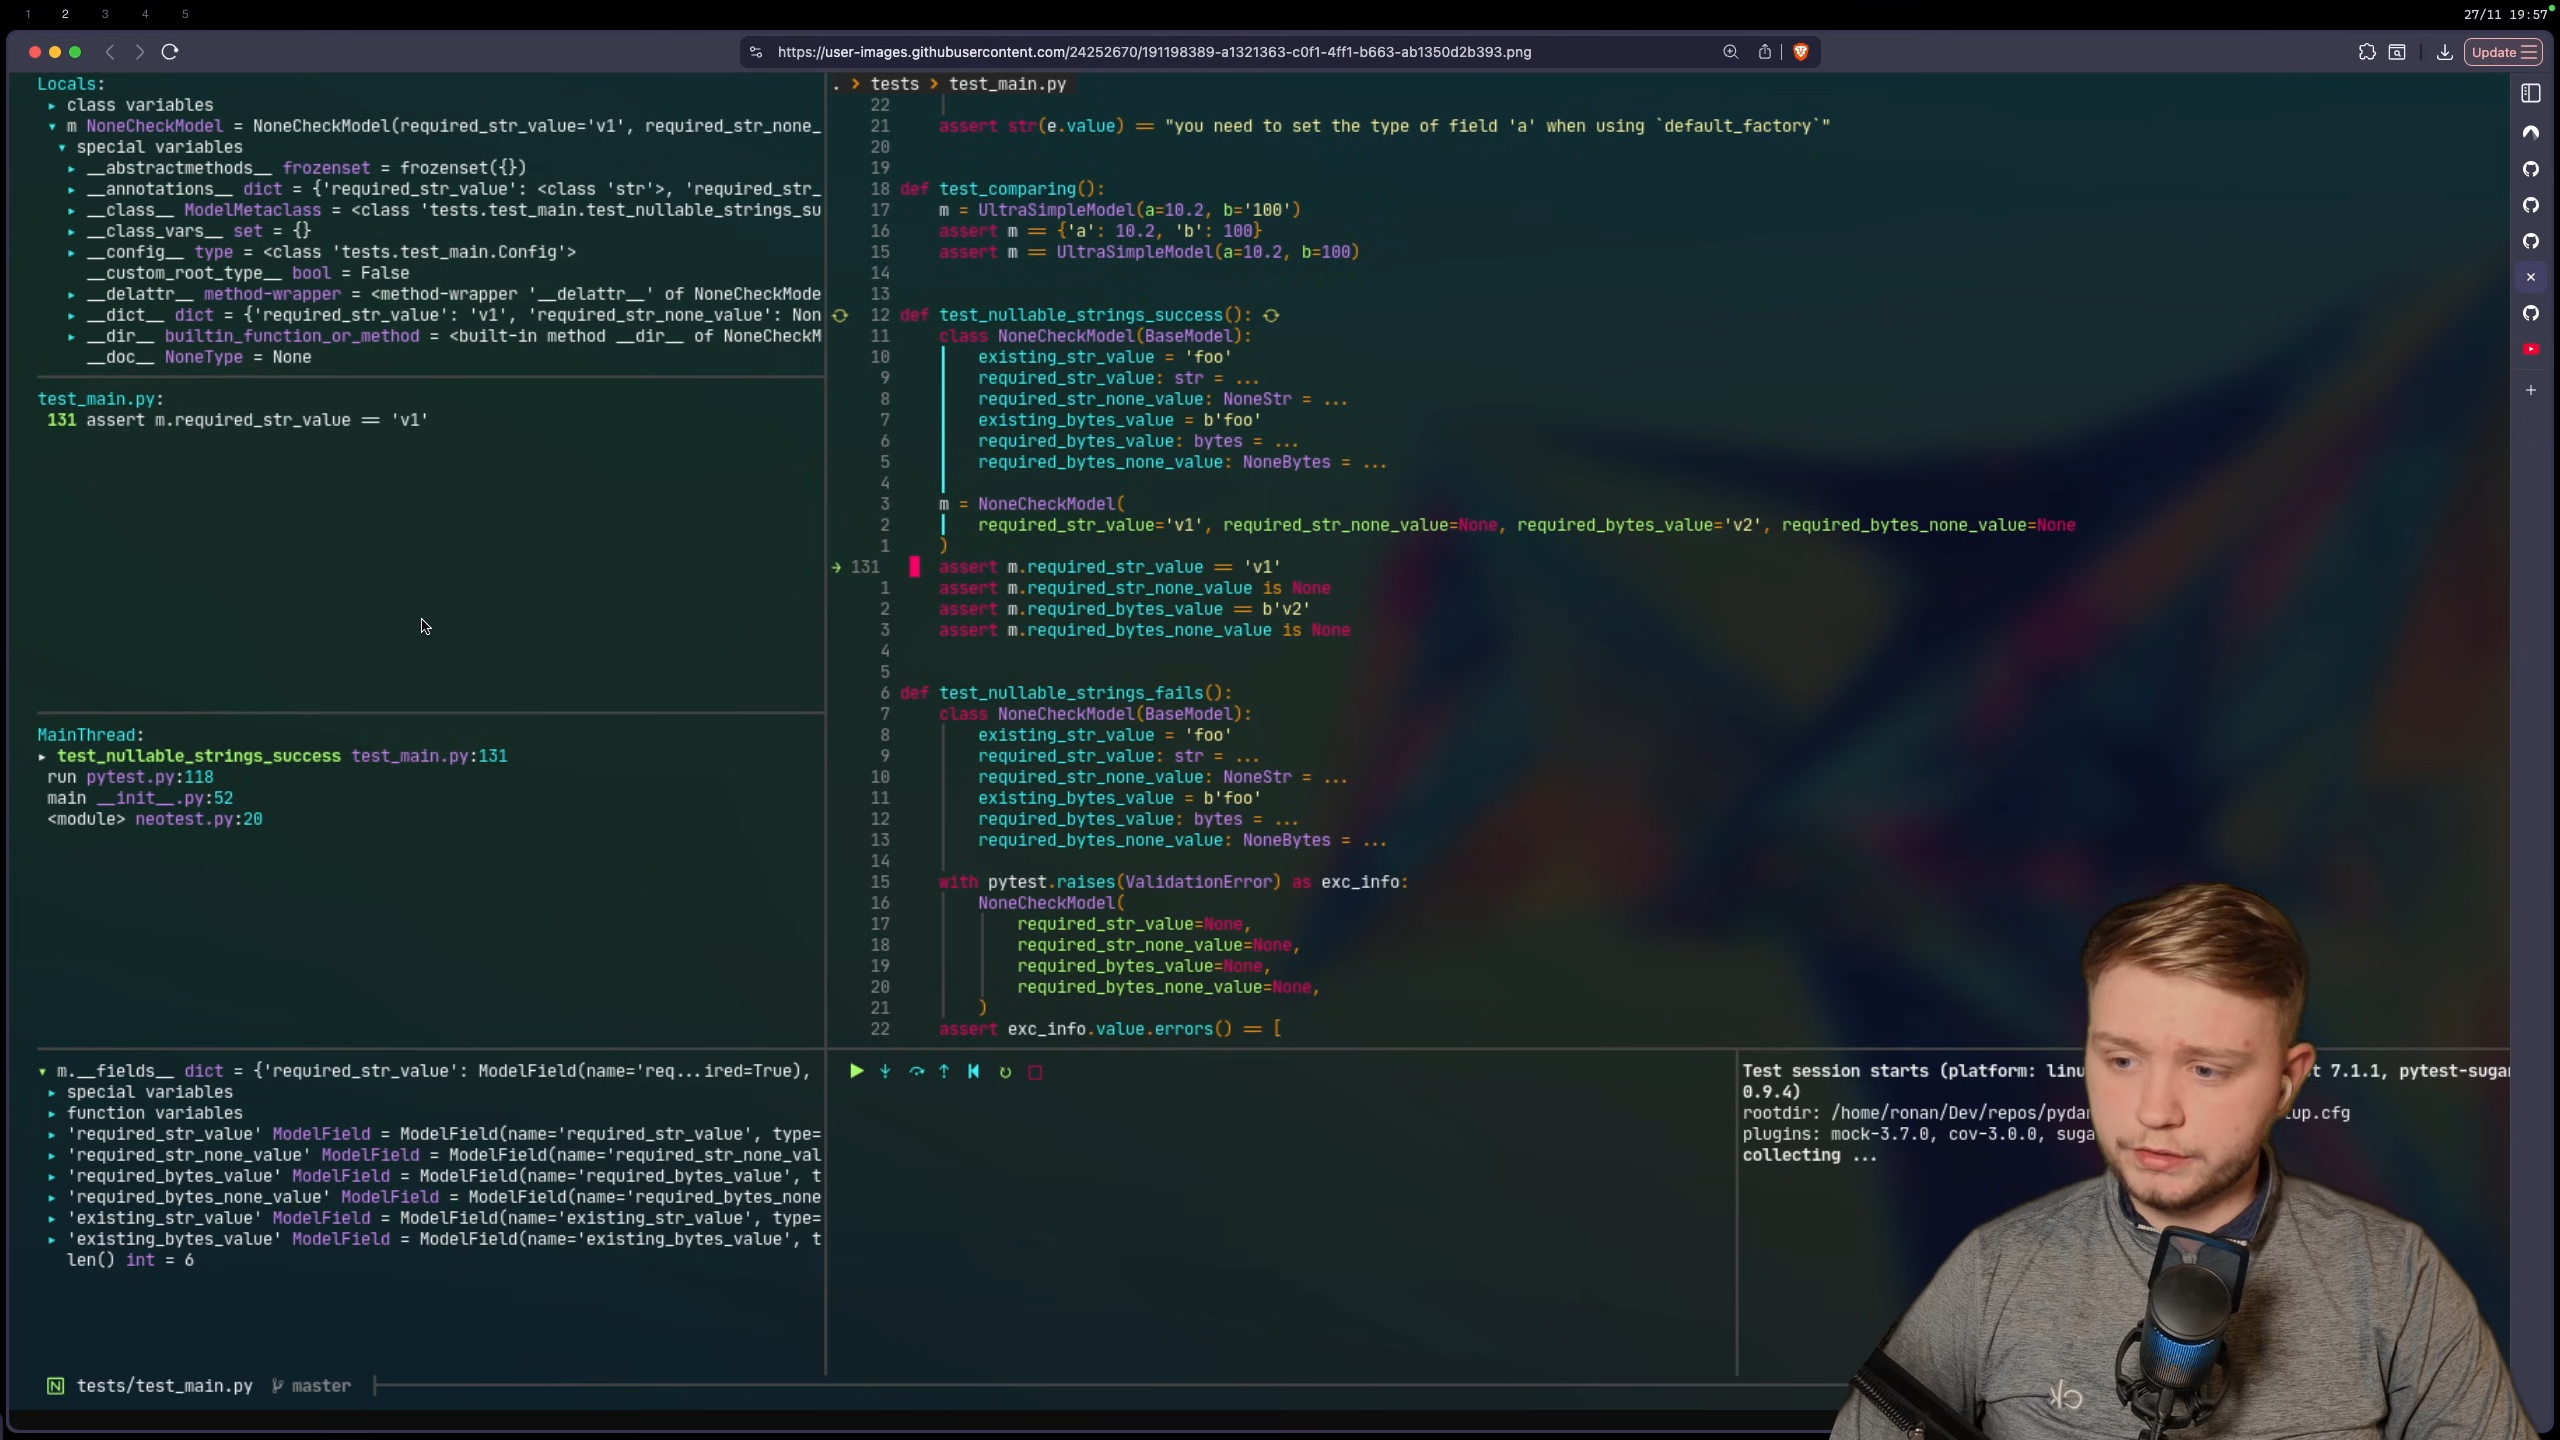 1 2 3 4 5
27/11 19:57
https://user-images.githubusercontent.com/24252670/191198389-a1321363-c0f1-4ff1-b663-ab1350d2b393.png
Update
Locals:
▸ class variables
▾ m NoneCheckModel = NoneCheckModel(required_str_value='v1', required_str_none_
▾ special variables
▸ __abstractmethods__ frozenset = frozenset({})
▸ __annotations__ dict = {'required_str_value': <class 'str'>, 'required_str_
▸ __class__ ModelMetaclass = <class 'tests.test_main.test_nullable_strings_su
▸ __class_vars__ set = {}
▸ __config__ type = <class 'tests.test_main.Config'>
__custom_root_type__ bool = False
▸ __delattr__ method-wrapper = <method-wrapper '__delattr__' of NoneCheckMode
▸ __dict__ dict = {'required_str_value': 'v1', 'required_str_none_value': Non
▸ __dir__ builtin_function_or_method = <built-in method __dir__ of NoneCheckM
__doc__ NoneType = None
test_main.py:
131 assert m.required_str_value == 'v1'
MainThread:
▸ test_nullable_strings_success test_main.py:131
run pytest.py:118
main __init__.py:52
<module> neotest.py:20
▾ m.__fields__ dict = {'required_str_value': ModelField(name='req...ired=True),
▸ special variables
▸ function variables
▸ 'required_str_value' ModelField = ModelField(name='required_str_value', type=
▸ 'required_str_none_value' ModelField = ModelField(name='required_str_none_val
▸ 'required_bytes_value' ModelField = ModelField(name='required_bytes_value', t
▸ 'required_bytes_none_value' ModelField = ModelField(name='required_bytes_none
▸ 'existing_str_value' ModelField = ModelField(name='existing_str_value', type=
▸ 'existing_bytes_value' ModelField = ModelField(name='existing_bytes_value', t
len() int = 6
. > tests > test_main.py
22
21 assert str(e.value) == "you need to set the type of field 'a' when using `default_factory`"
20
19
18 def test_comparing():
17 m = UltraSimpleModel(a=10.2, b='100')
16 assert m == {'a': 10.2, 'b': 100}
15 assert m == UltraSimpleModel(a=10.2, b=100)
14
13
12 def test_nullable_strings_success():
11 class NoneCheckModel(BaseModel):
10 existing_str_value = 'foo'
9 required_str_value: str = ...
8 required_str_none_value: NoneStr = ...
7 existing_bytes_value = b'foo'
6 required_bytes_value: bytes = ...
5 required_bytes_none_value: NoneBytes = ...
4
3 m = NoneCheckModel(
2 required_str_value='v1', required_str_none_value=None, required_bytes_value='v2', required_bytes_none_value=None
1 )
→ 131 assert m.required_str_value == 'v1'
1 assert m.required_str_none_value is None
2 assert m.required_bytes_value == b'v2'
3 assert m.required_bytes_none_value is None
4
5
6 def test_nullable_strings_fails():
7 class NoneCheckModel(BaseModel):
8 existing_str_value = 'foo'
9 required_str_value: str = ...
10 required_str_none_value: NoneStr = ...
11 existing_bytes_value = b'foo'
12 required_bytes_value: bytes = ...
13 required_bytes_none_value: NoneBytes = ...
14
15 with pytest.raises(ValidationError) as exc_info:
16 NoneCheckModel(
17 required_str_value=None,
18 required_str_none_value=None,
19 required_bytes_value=None,
20 required_bytes_none_value=None,
21 )
22 assert exc_info.value.errors() == [
Test session starts (platform: linu t 7.1.1, pytest-sugar
0.9.4)
rootdir: /home/ronan/Dev/repos/pydan tup.cfg
plugins: mock-3.7.0, cov-3.0.0, suga
collecting ...
N tests/test_main.py master